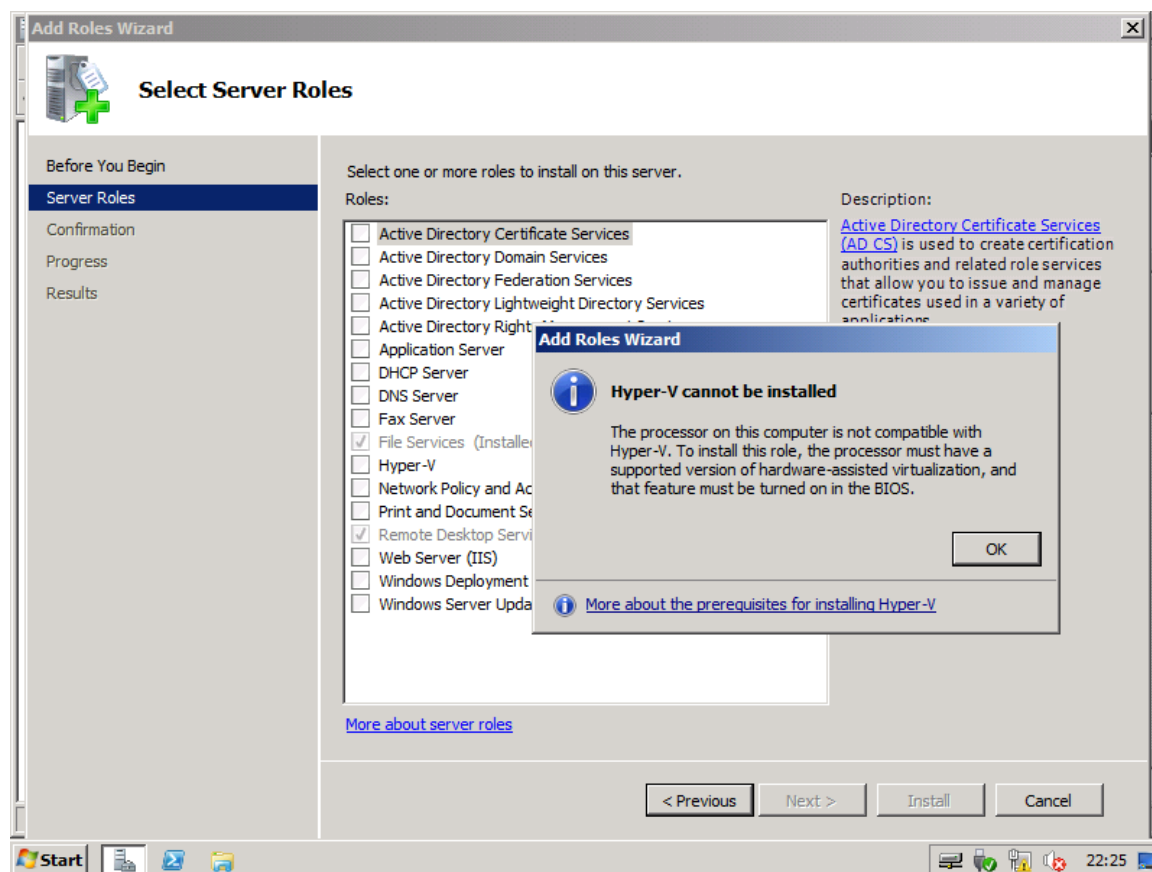 Add Roles Wizard
Select Server Roles
Before You Begin
Server Roles
Confirmation
Progress
Results
Select one or more roles to install on this server.
Roles:
Active Directory Certificate Services
Active Directory Domain Services
Active Directory Federation Services
Active Directory Lightweight Directory Services
Active Directory Right
Application Server
DHCP Server
DNS Server
Fax Server
File Services (Installe
Hyper-V
Network Policy and Ac
Print and Document Se
Remote Desktop Servi
Web Server (IIS)
Windows Deployment
Windows Server Upda
More about server roles
Description:
Active Directory Certificate Services
(AD CS) is used to create certification
authorities and related role services
that allow you to issue and manage
certificates used in a variety of
applications
Add Roles Wizard
Hyper-V cannot be installed
The processor on this computer is not compatible with
Hyper-V. To install this role, the processor must have a
supported version of hardware-assisted virtualization, and
that feature must be turned on in the BIOS.
OK
More about the prerequisites for installing Hyper-V
< Previous
Next >
Install
Cancel
Start
22:25